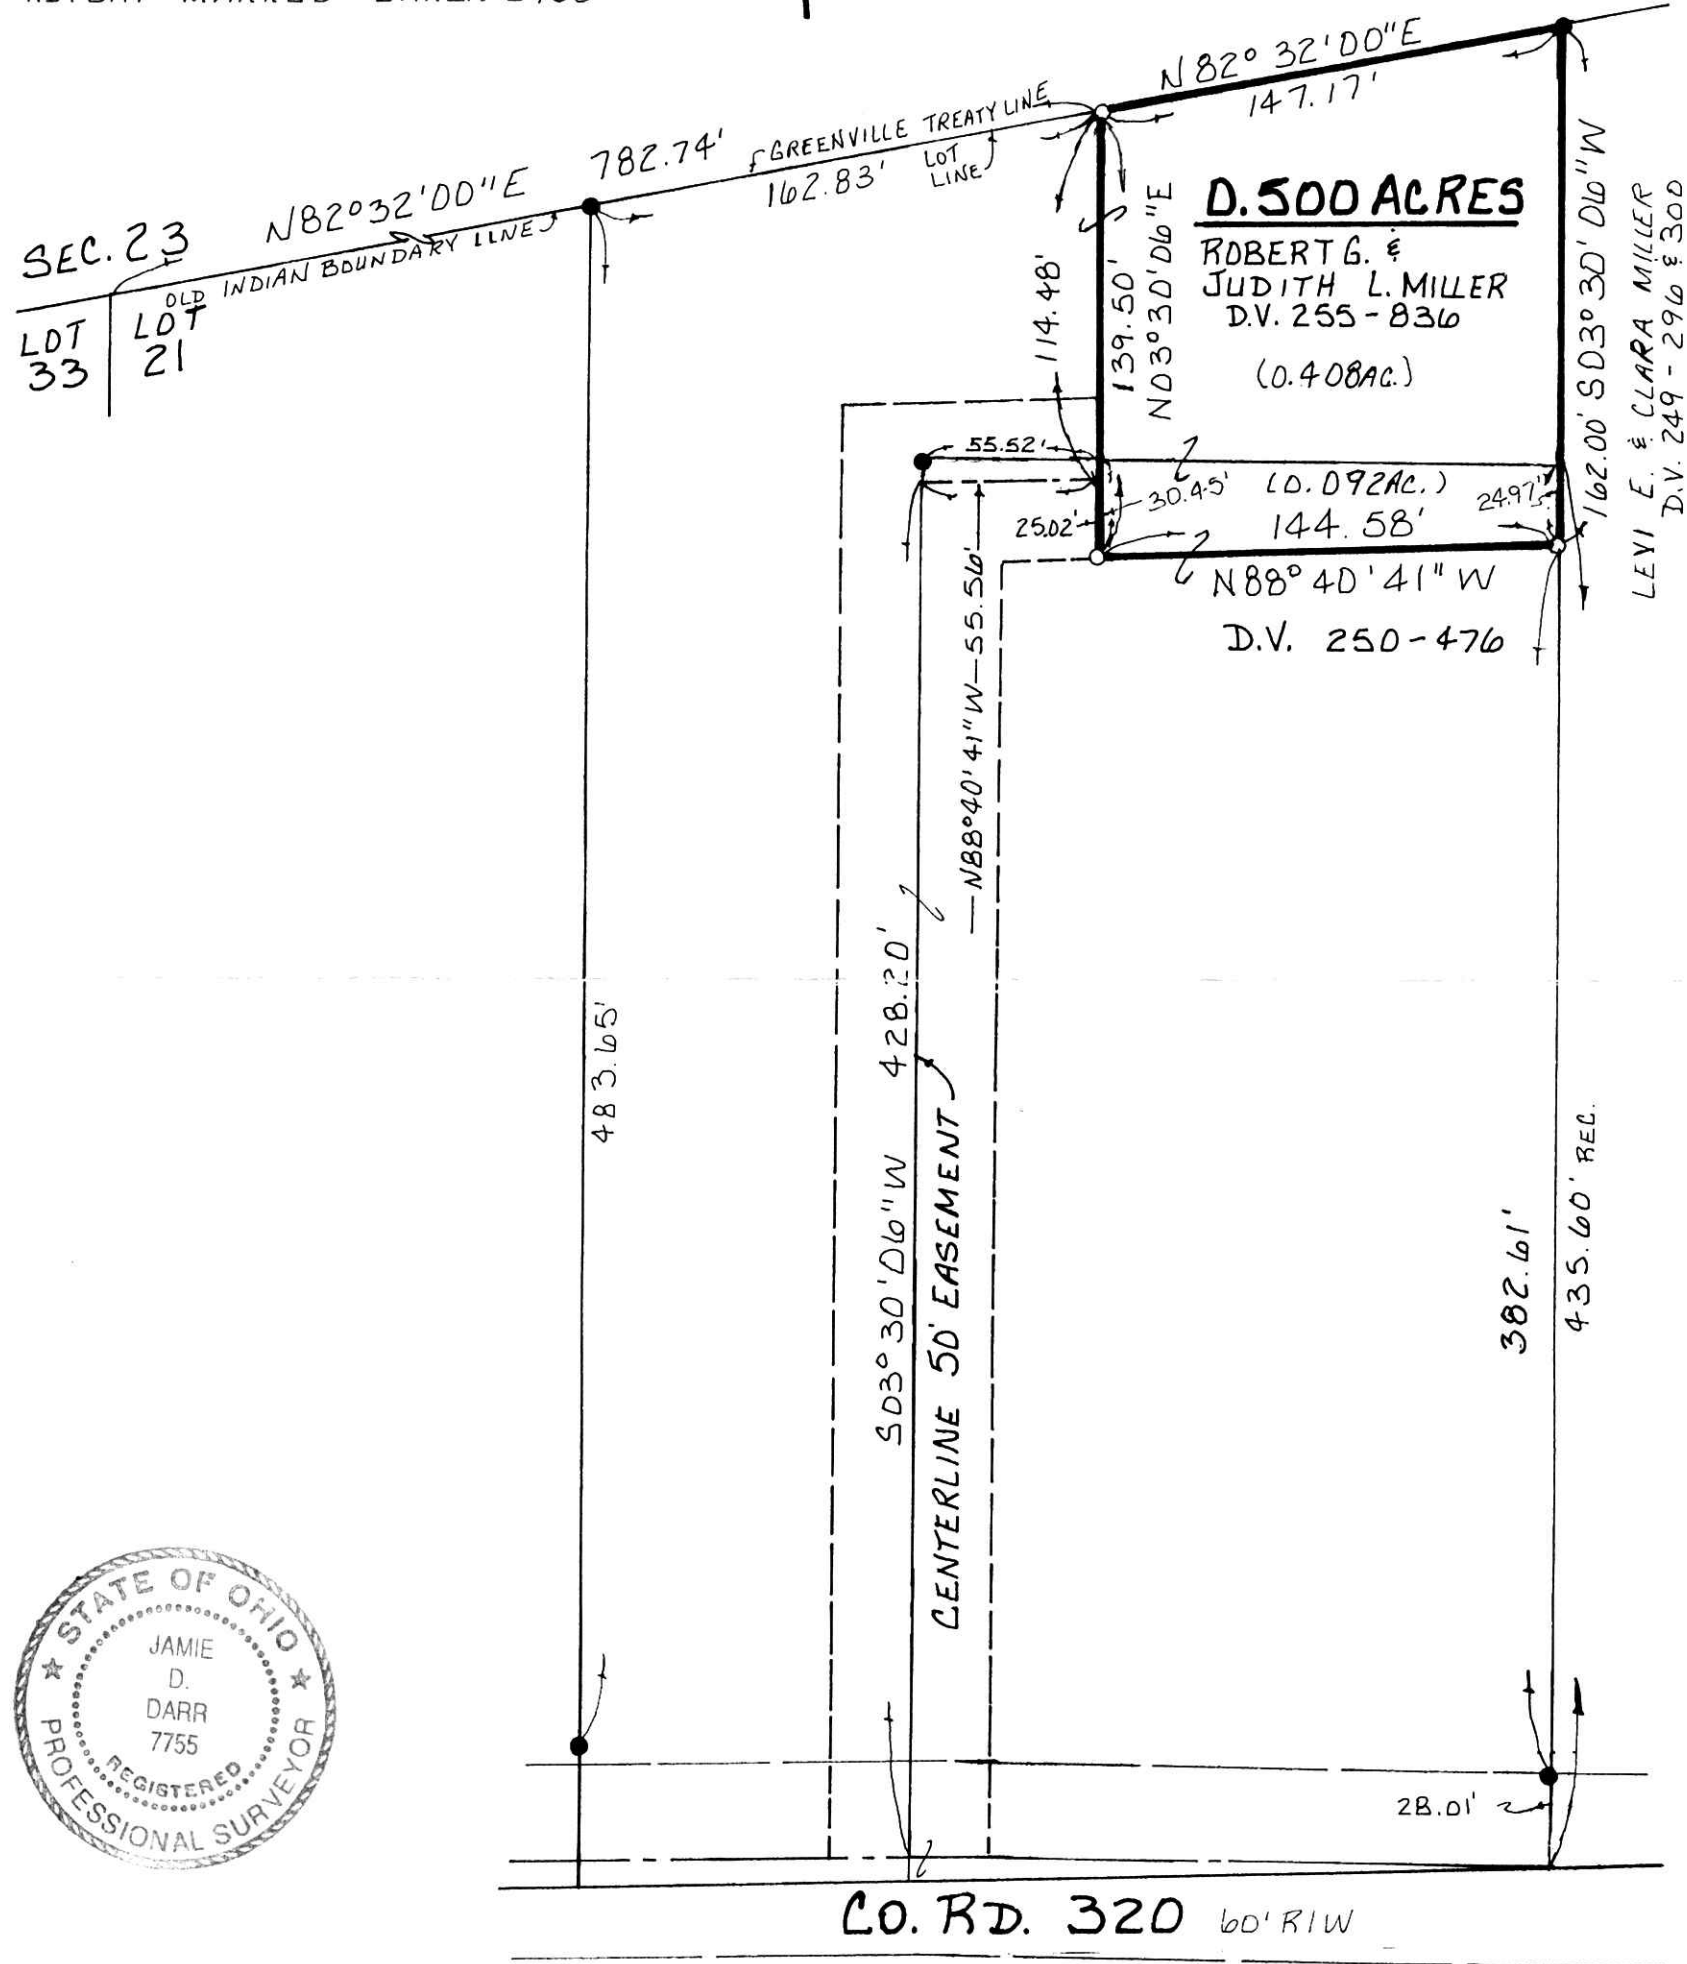 N82° 32'00"E
147.17'
GREENVILLE TREATY LINE
782.74'
162.83'
LOT
LINE
N82°32'00"E
SEC. 23
OLD INDIAN BOUNDARY LINE
LOT
33
LOT
21
0.500 ACRES
ROBERT G. &
JUDITH L. MILLER
D.V. 255-836
(0.408AC.)
114.48'
139.50'
N03°30'06"E
162.00' S03°30'06"W
LEVI E. & CLARA MILLER
D.V. 249-296 & 300
55.52'
30.45'
(0.092AC.)
24.97'
25.02'
144.58'
N88°40'41"W
D.V. 250-476
N88°40'41"W 55.56'
S03°30'06"W 428.20'
CENTERLINE 50' EASEMENT
483.65'
382.61'
435.60' REC.
28.01'
STATE OF OHIO
JAMIE
D.
DARR
7755
REGISTERED
PROFESSIONAL SURVEYOR
CO. RD. 320 60' R/W